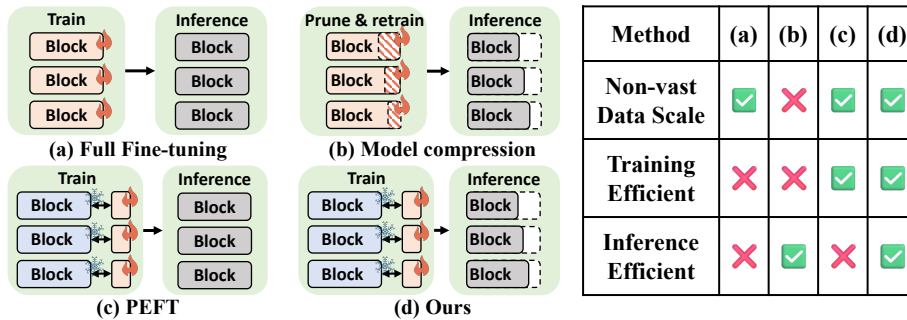 Train
Inference
Block
Block
Block
Block
Block
Block
(a) Full Fine-tuning
Prune & retrain
Inference
Block
Block
Block
Block
Block
Block
(b) Model compression
Train
Inference
Block
Block
Block
Block
Block
Block
(c) PEFT
Train
Inference
Block
Block
Block
Block
Block
Block
(d) Ours
Method (a) (b) (c) (d)
Non-vast
Data Scale
Training
Efficient
Inference
Efficient